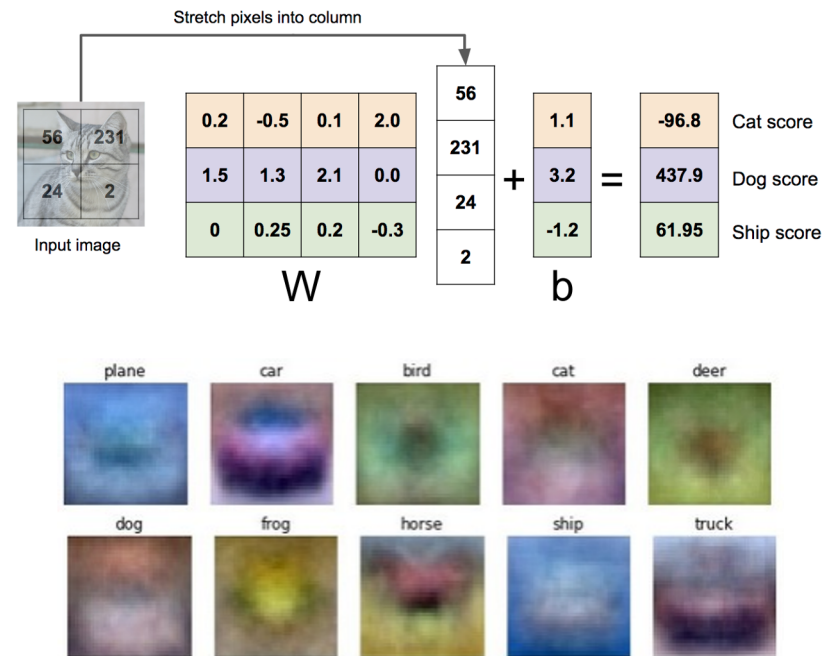 Stretch pixels into column
56 231
24 2
Input image
0.2 -0.5 0.1 2.0
1.5 1.3 2.1 0.0
0 0.25 0.2 -0.3
W
56
231
24
2
+
1.1
3.2
-1.2
b
=
-96.8 Cat score
437.9 Dog score
61.95 Ship score
plane car bird cat deer
dog frog horse ship truck